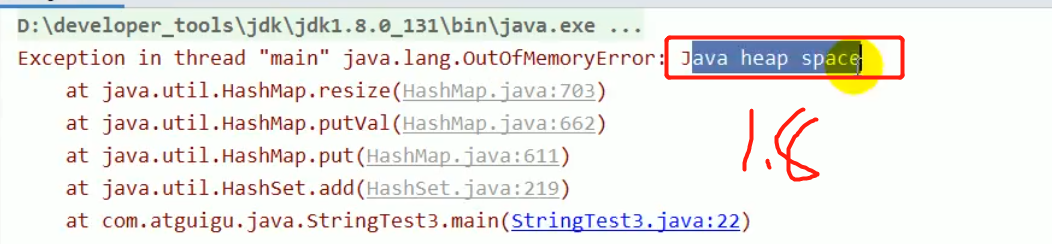 D:\developer_tools\jdk\jdk1.8.0_131\bin\java.exe ...
Exception in thread "main" java.lang.OutOfMemoryError: Java heap space
at java.util.HashMap.resize(HashMap.java:703)
at java.util.HashMap.putVal(HashMap.java:662)
at java.util.HashMap.put(HashMap.java:611)
at java.util.HashSet.add(HashSet.java:219)
at com.atguigu.java.StringTest3.main(StringTest3.java:22)
1.8